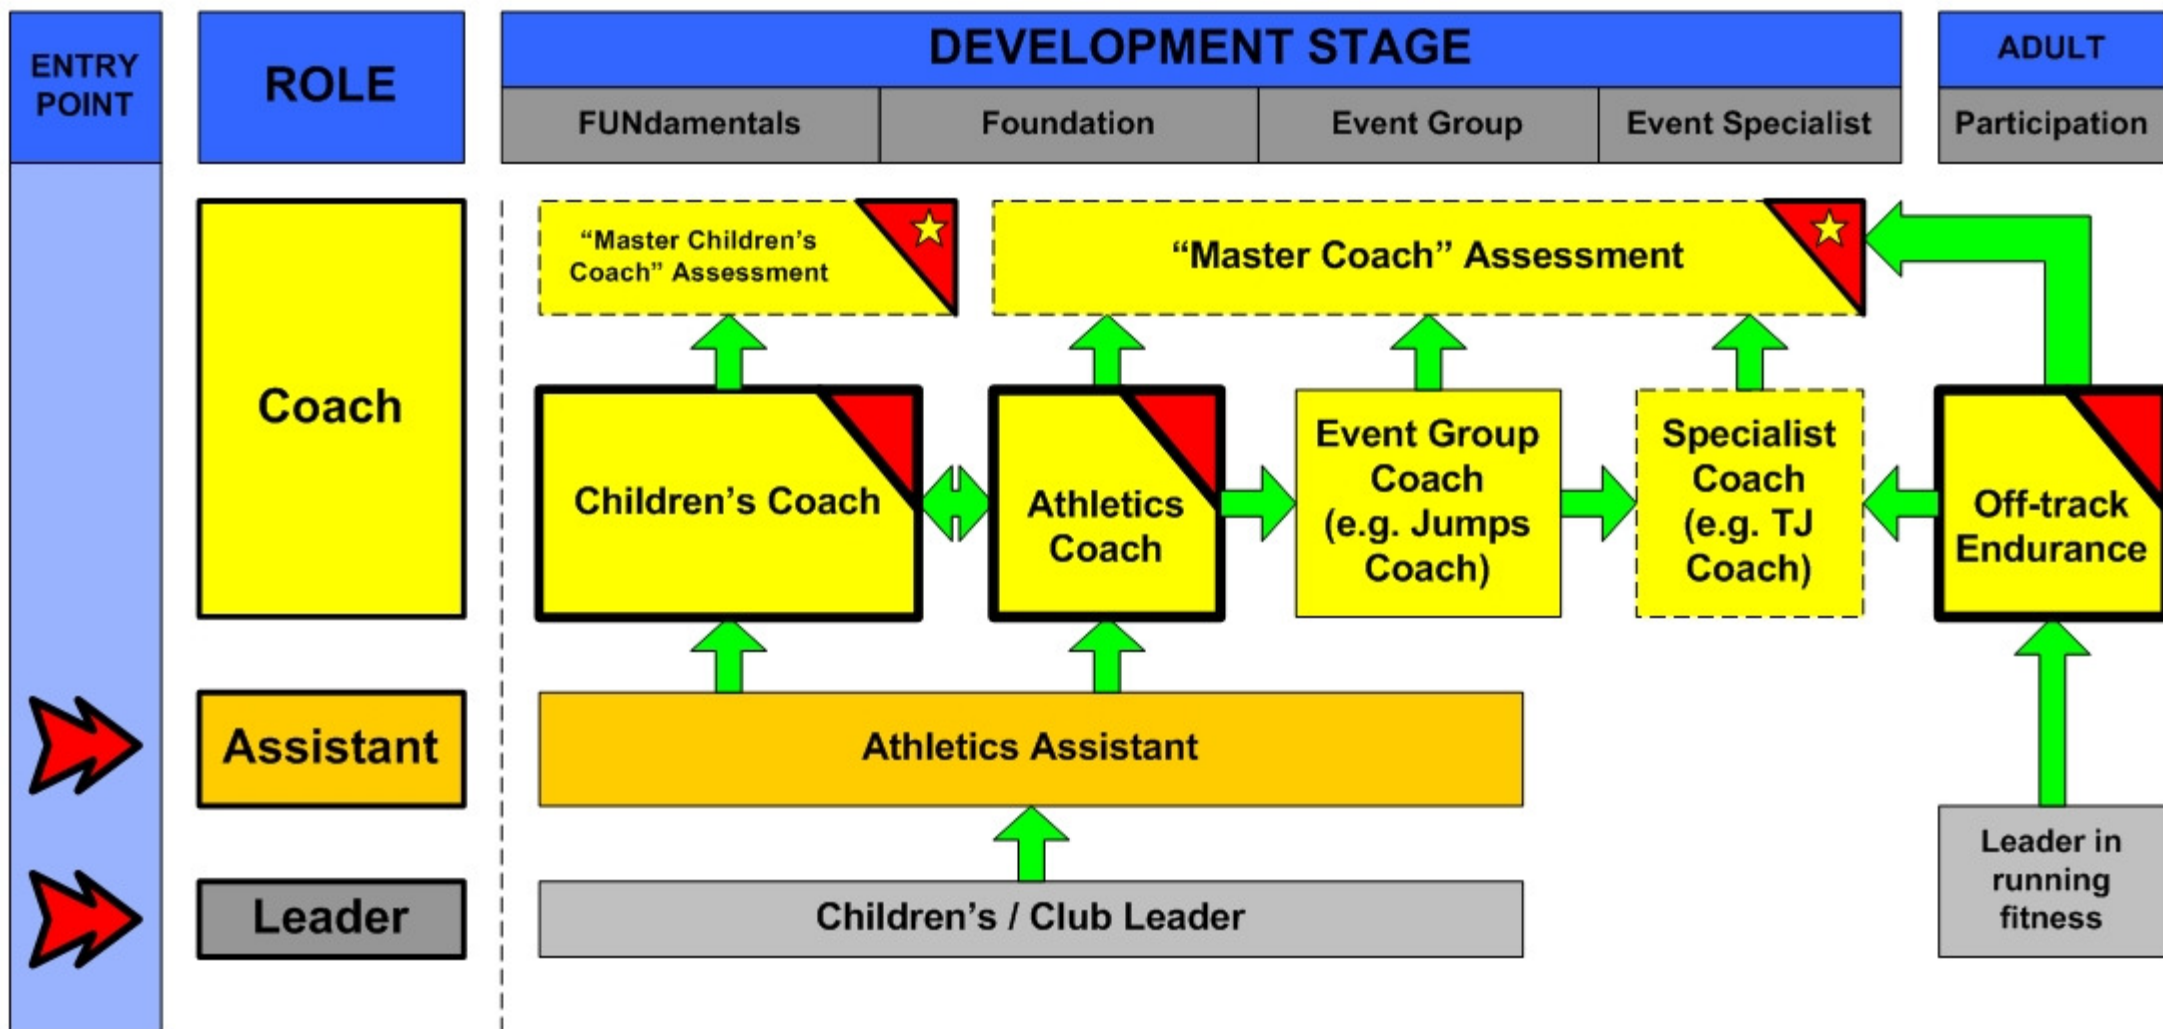 ENTRY
POINT
ROLE
DEVELOPMENT STAGE
ADULT
FUNdamentals
Foundation
Event Group
Event Specialist
Participation
Coach
“Master Children’s
Coach” Assessment
“Master Coach” Assessment
Children’s Coach
Athletics
Coach
Event Group
Coach
(e.g. Jumps
Coach)
Specialist
Coach
(e.g. TJ
Coach)
Off-track
Endurance
Assistant
Athletics Assistant
Leader
Children’s / Club Leader
Leader in
running
fitness